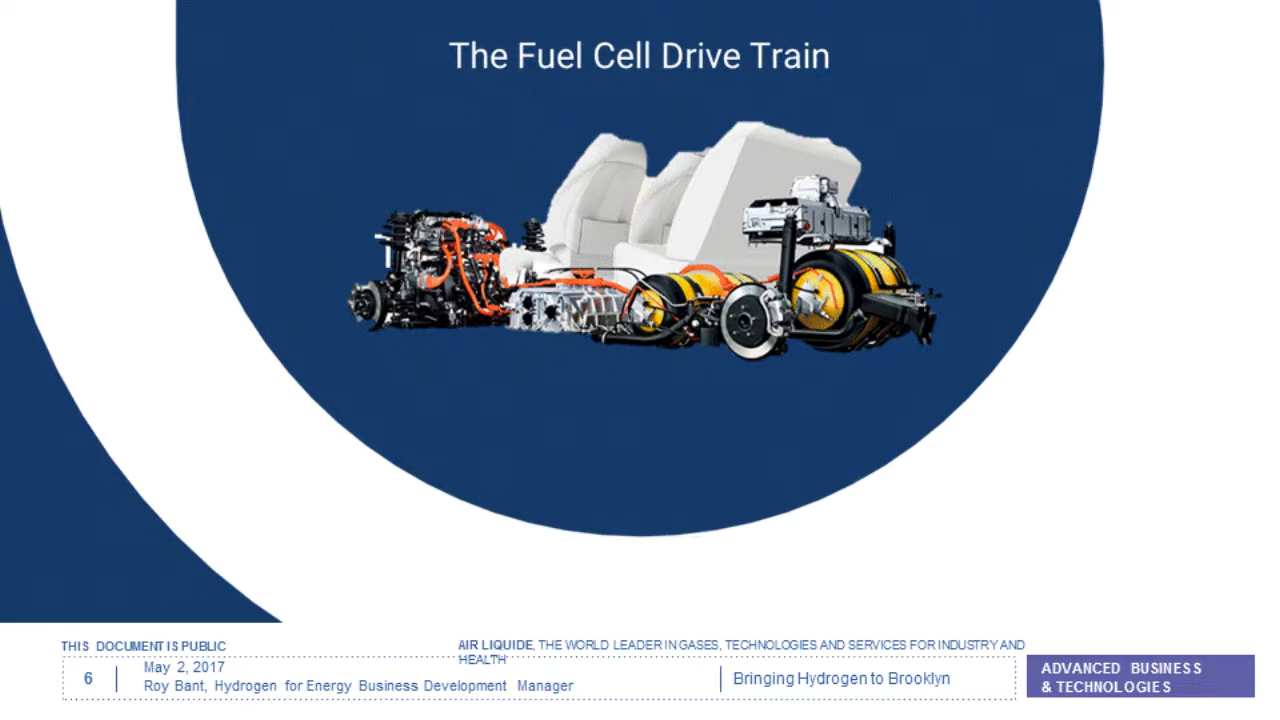 The Fuel Cell Drive Train
THIS DOCUMENT IS PUBLIC
AIR LIQUIDE, THE WORLD LEADER IN GASES, TECHNOLOGIES AND SERVICES FOR INDUSTRY AND
HEALTH
6
May 2, 2017
Roy Bant, Hydrogen for Energy Business Development Manager
Bringing Hydrogen to Brooklyn
ADVANCED BUSINESS
& TECHNOLOGIES